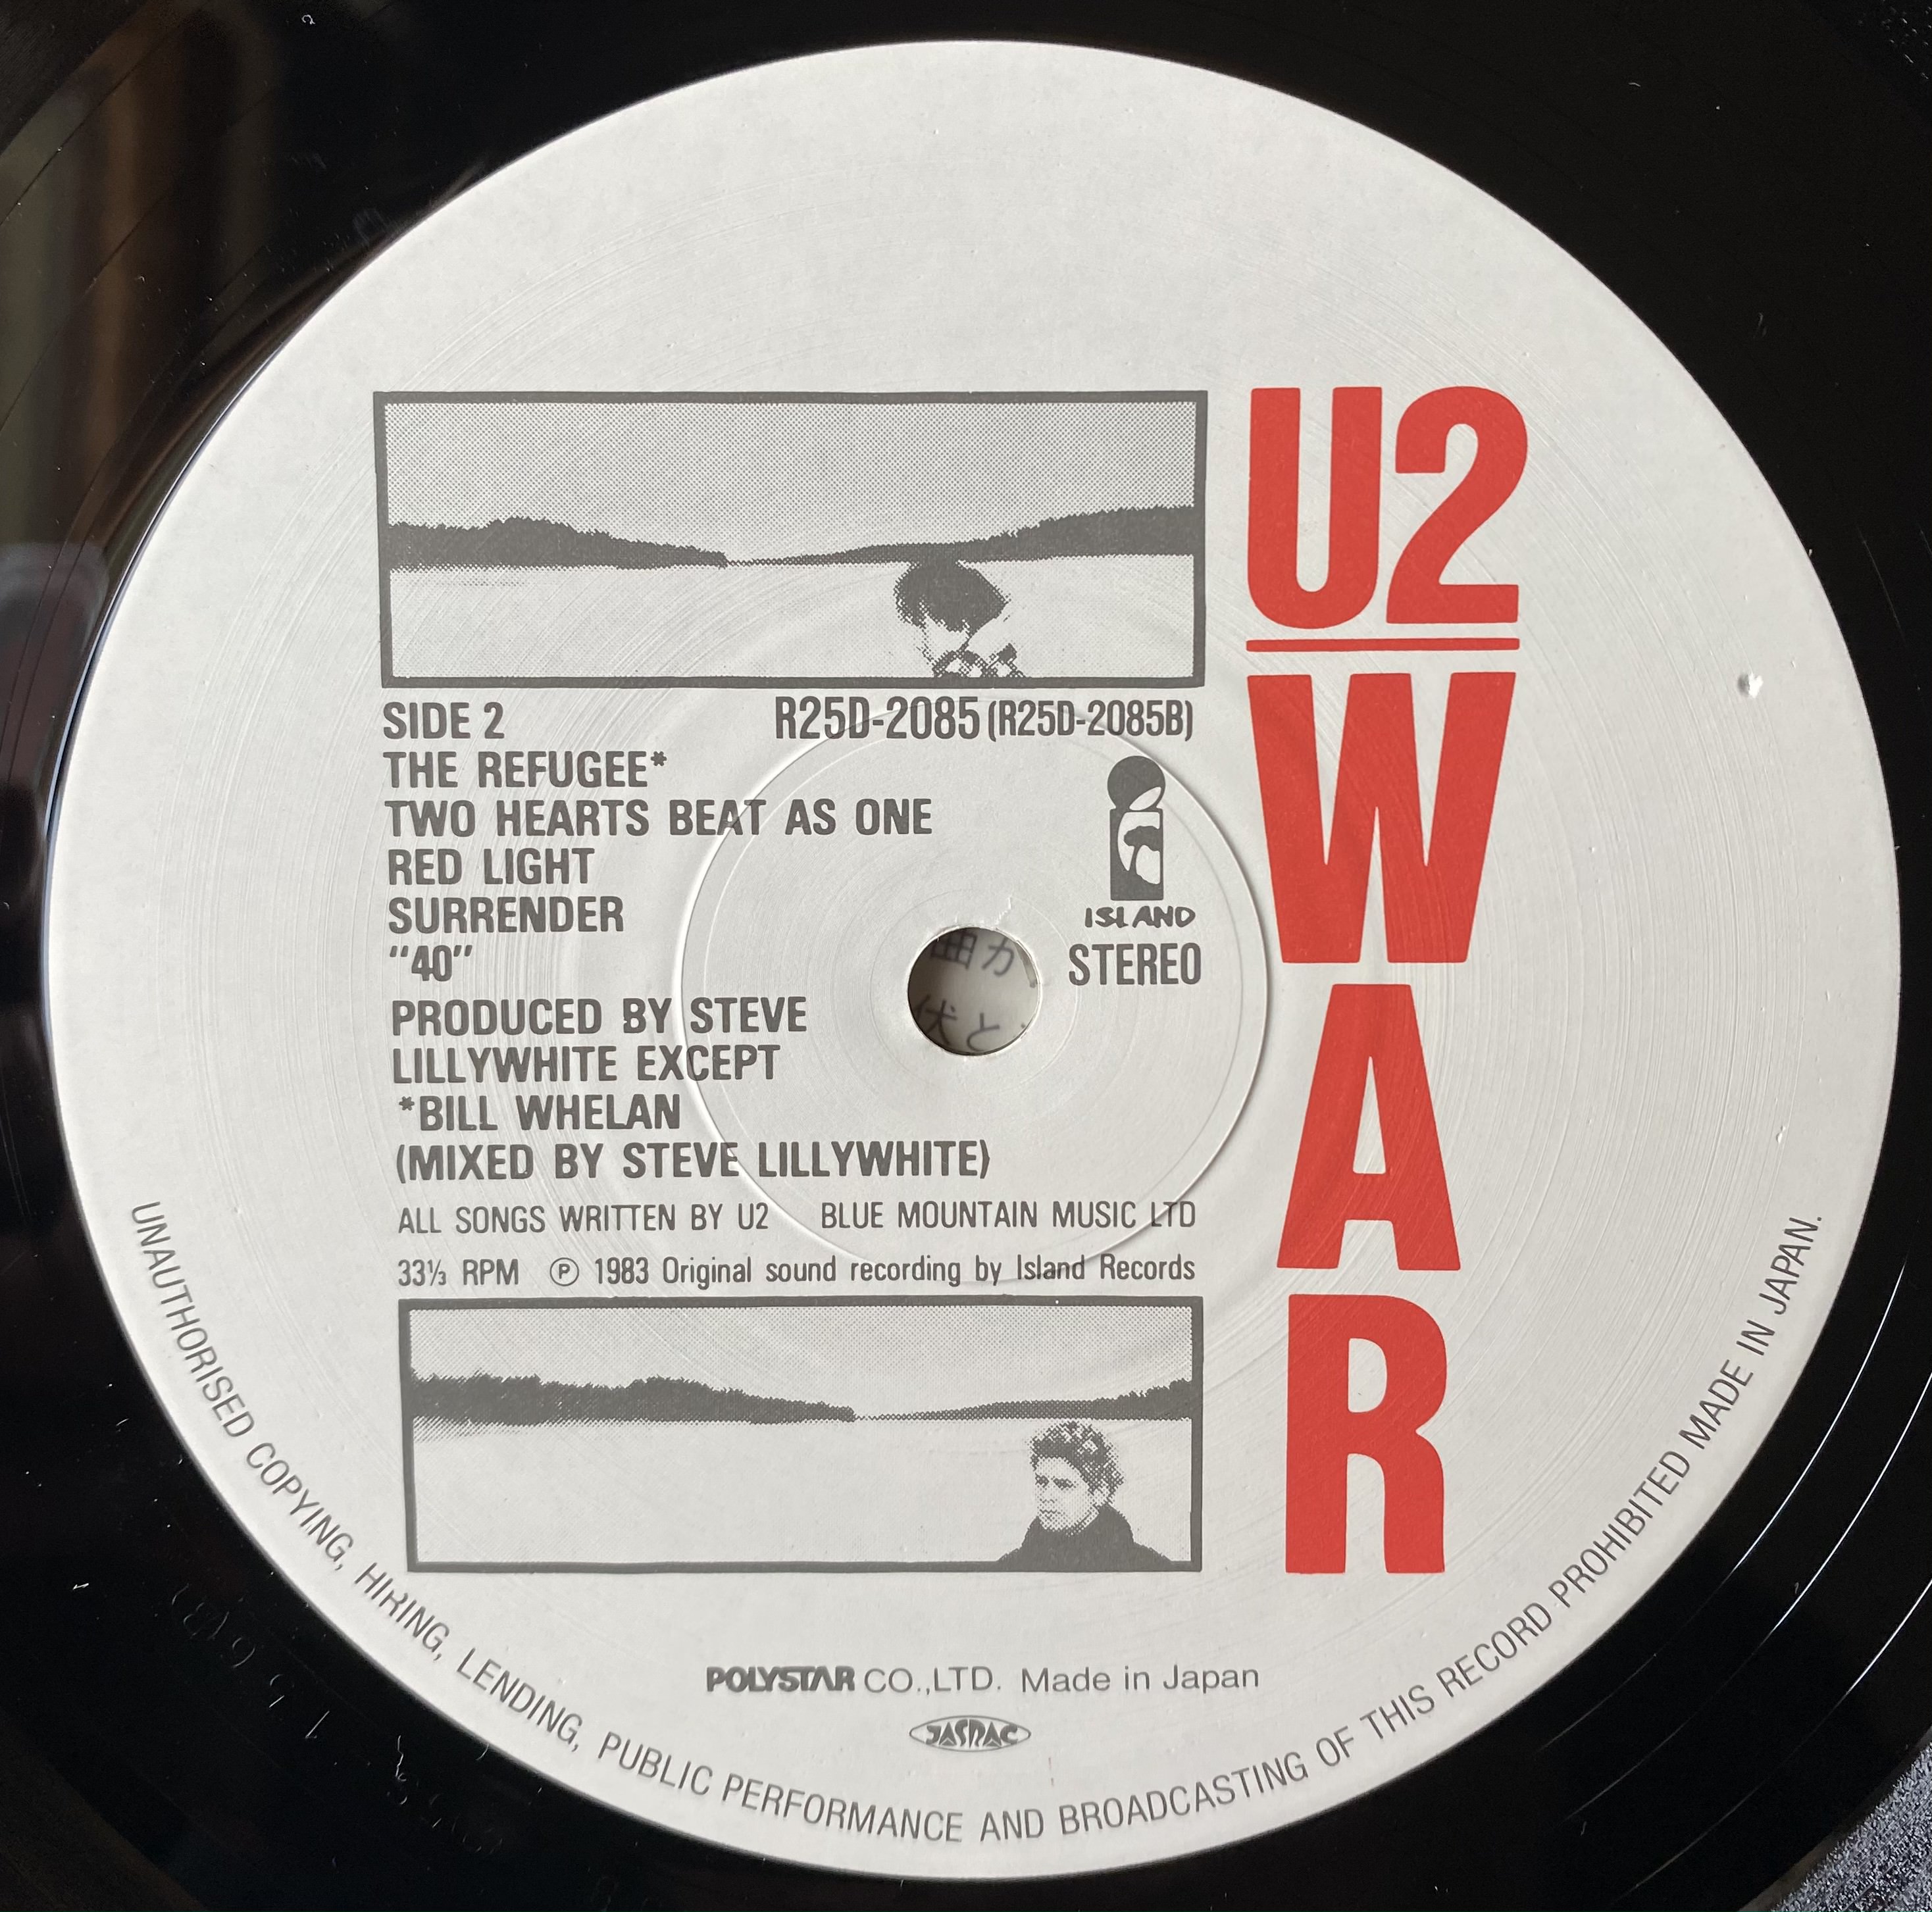 U2
WAR
SIDE 2 R25D-2085 (R25D-2085B)
THE REFUGEE*
TWO HEARTS BEAT AS ONE
RED LIGHT
SURRENDER
"40"
ISLAND
STEREO
PRODUCED BY STEVE
LILLYWHITE EXCEPT
*BILL WHELAN
(MIXED BY STEVE LILLYWHITE)
ALL SONGS WRITTEN BY U2 BLUE MOUNTAIN MUSIC LTD
33⅓ RPM Ⓟ 1983 Original sound recording by Island Records
POLYSTAR CO.,LTD. Made in Japan
JASRAC
UNAUTHORISED COPYING, HIRING, LENDING, PUBLIC PERFORMANCE AND BROADCASTING OF THIS RECORD PROHIBITED MADE IN JAPAN.